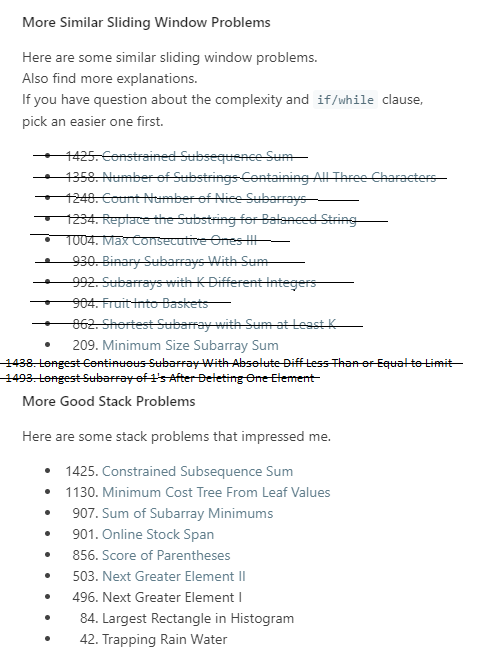 More Similar Sliding Window Problems
Here are some similar sliding window problems.
Also find more explanations.
If you have question about the complexity and if/while clause,
pick an easier one first.
• 1425. Constrained Subsequence Sum
• 1358. Number of Substrings Containing All Three Characters
• 1248. Count Number of Nice Subarrays
• 1234. Replace the Substring for Balanced String
• 1004. Max Consecutive Ones III
• 930. Binary Subarrays With Sum
• 992. Subarrays with K Different Integers
• 904. Fruit Into Baskets
• 862. Shortest Subarray with Sum at Least K
• 209. Minimum Size Subarray Sum
1438. Longest Continuous Subarray With Absolute Diff Less Than or Equal to Limit
1493. Longest Subarray of 1's After Deleting One Element
More Good Stack Problems
Here are some stack problems that impressed me.
• 1425. Constrained Subsequence Sum
• 1130. Minimum Cost Tree From Leaf Values
• 907. Sum of Subarray Minimums
• 901. Online Stock Span
• 856. Score of Parentheses
• 503. Next Greater Element II
• 496. Next Greater Element I
• 84. Largest Rectangle in Histogram
• 42. Trapping Rain Water